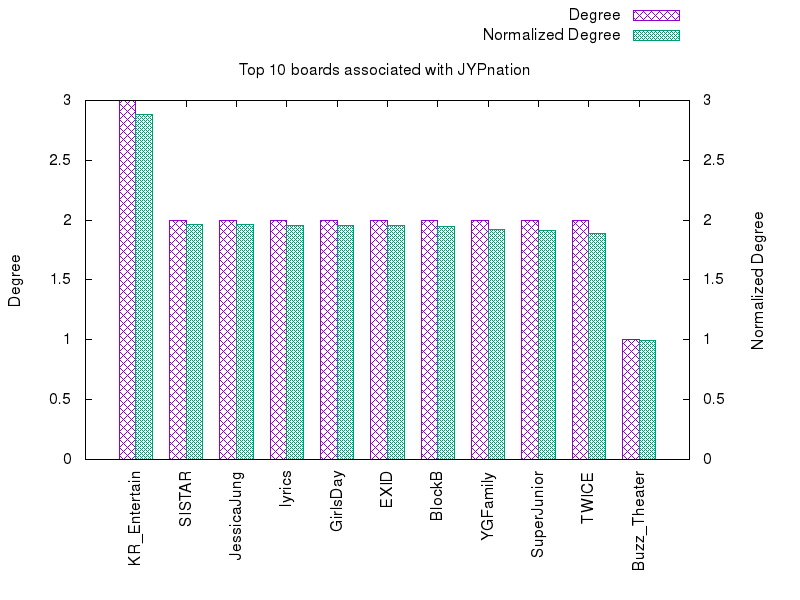 Degree
Normalized Degree
Top 10 boards associated with JYPnation
3 3
2.5 2.5
2 2
1.5 1.5
1 1
0.5 0.5
0 0
Degree
Normalized Degree
KR_Entertain
SISTAR
JessicaJung
lyrics
GirlsDay
EXID
BlockB
YGFamily
SuperJunior
TWICE
Buzz_Theater